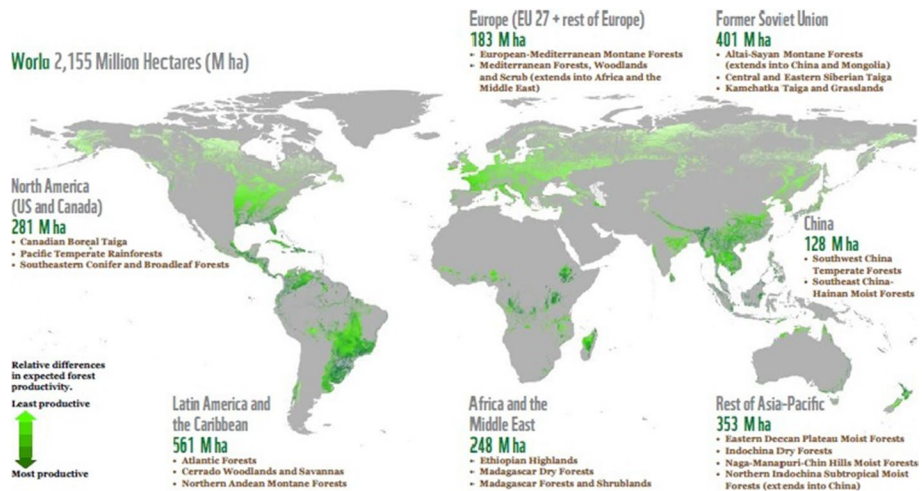 World 2,155 Million Hectares (M ha)
Europe (EU 27 + rest of Europe)
183 M ha
• European-Mediterranean Montane Forests
• Mediterranean Forests, Woodlands
and Scrub (extends into Africa and the
Middle East)
Former Soviet Union
401 M ha
• Altai-Sayan Montane Forests
(extends into China and Mongolia)
• Central and Eastern Siberian Taiga
• Kamchatka Taiga and Grasslands
North America
(US and Canada)
281 M ha
• Canadian Boreal Taiga
• Pacific Temperate Rainforests
• Southeastern Conifer and Broadleaf Forests
China
128 M ha
• Southwest China
Temperate Forests
• Southeast China-
Hainan Moist Forests
Relative differences
in expected forest
productivity.
Least productive
Most productive
Latin America and
the Caribbean
561 M ha
• Atlantic Forests
• Cerrado Woodlands and Savannas
• Northern Andean Montane Forests
Africa and the
Middle East
248 M ha
• Ethiopian Highlands
• Madagascar Dry Forests
• Madagascar Forests and Shrublands
Rest of Asia-Pacific
353 M ha
• Eastern Deccan Plateau Moist Forests
• Indochina Dry Forests
• Naga-Manapuri-Chin Hills Moist Forests
• Northern Indochina Subtropical Moist
Forests (extends into China)